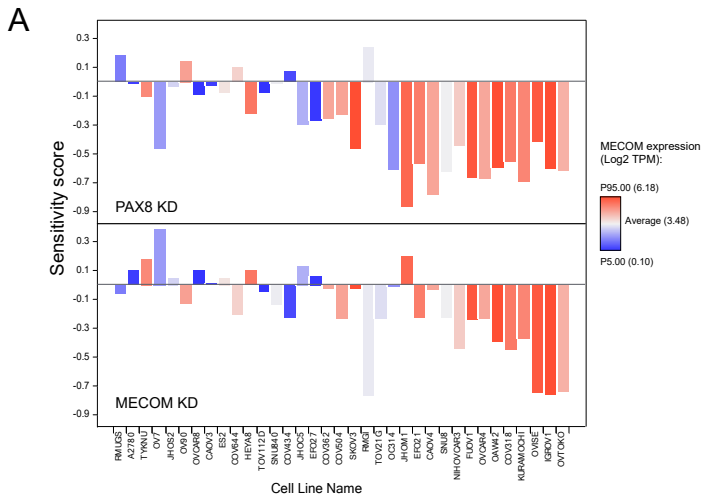 A
0.3
0.1
-0.1
-0.3
-0.5
-0.7
-0.9
PAX8 KD
0.3
0.1
-0.1
-0.3
-0.5
-0.7
-0.9
MECOM KD
Sensitivity score
RMUGS
A2780
TYKNU
OV7
JHOS2
OV90
OVCAR8
CAOV3
ES2
COV644
HEYA8
TOV112D
SNU840
COV434
JHOC5
EFO27
COV362
COV504
SKOV3
RMGI
TOV21G
OC314
JHOM1
EFO21
CAOV4
SNU8
NIHOVCAR3
FUOV1
OVCAR4
OAW42
COV318
KURAMOCHI
OVISE
IGROV1
OVTOKO
Cell Line Name
MECOM expression
(Log2 TPM):
P95.00 (6.18)
Average (3.48)
P5.00 (0.10)